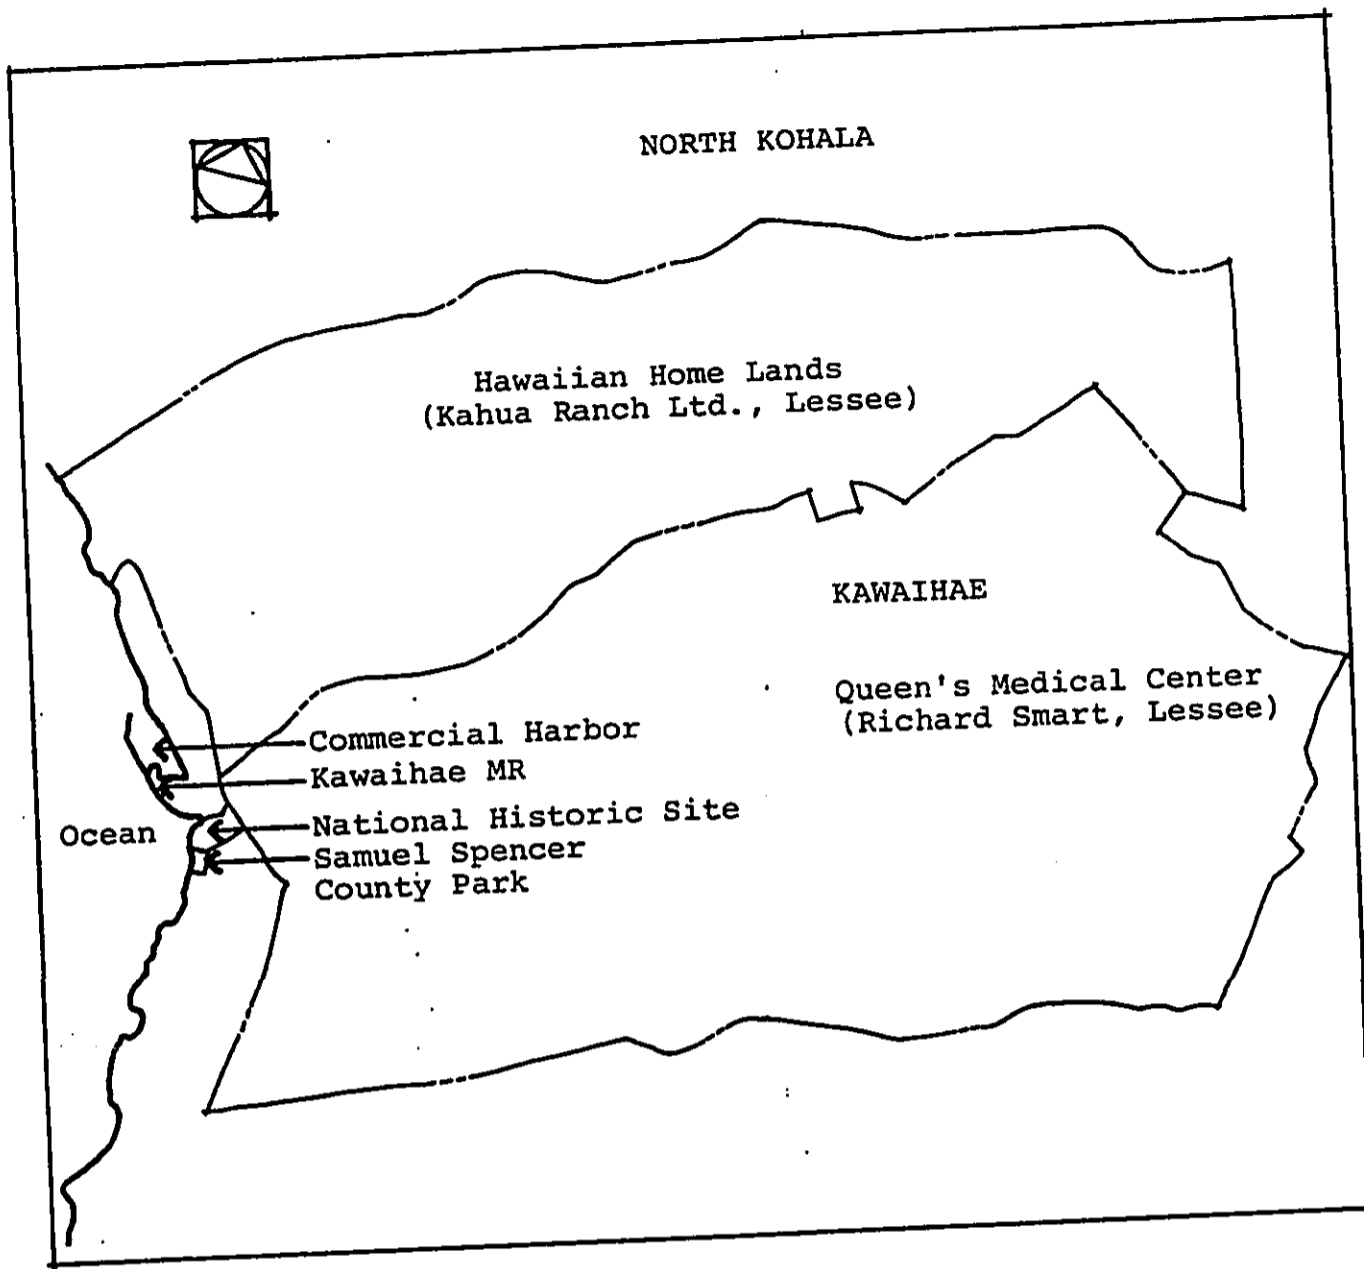 NORTH KOHALA
Hawaiian Home Lands
(Kahua Ranch Ltd., Lessee)
KAWAIHAE
Queen's Medical Center
(Richard Smart, Lessee)
Commercial Harbor
Kawaihae MR
National Historic Site
Ocean
Samuel Spencer
County Park